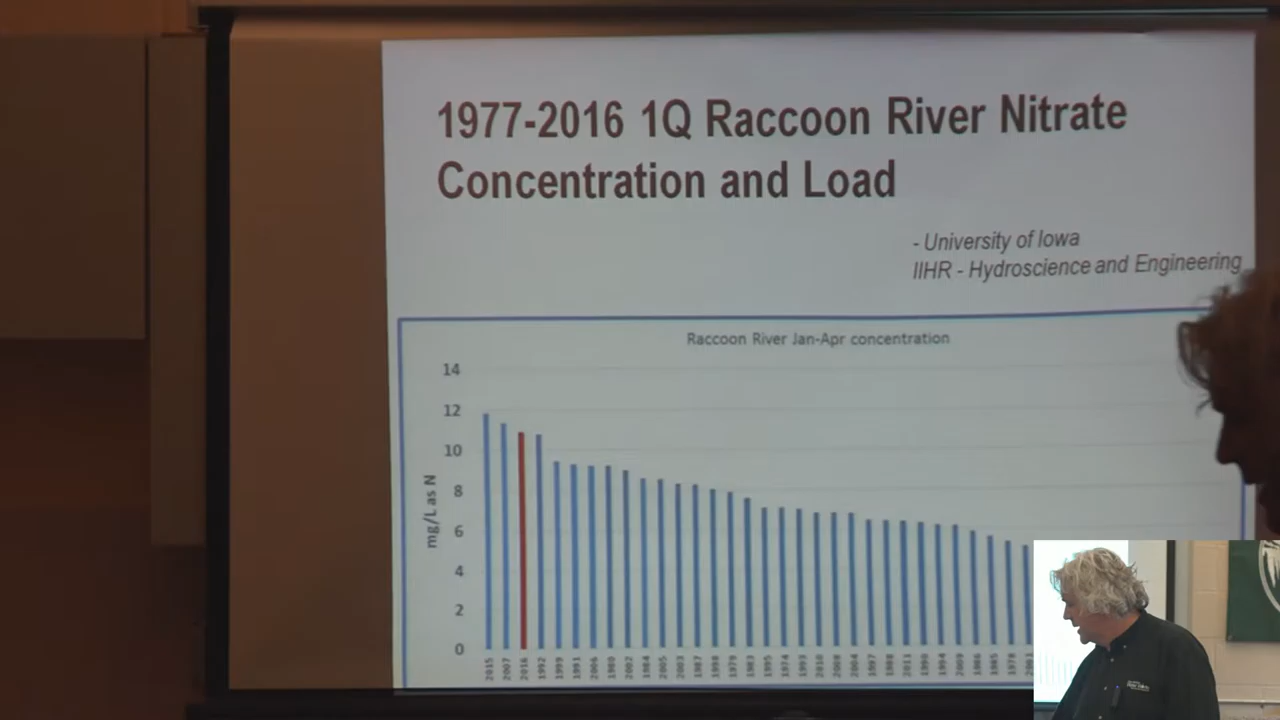 1977-2016 1Q Raccoon River Nitrate
Concentration and Load
- University of Iowa
IIHR - Hydroscience and Engineering
Raccoon River Jan-Apr concentration
14
12
10
8
6
4
2
0
mg/L as N
2015 2007 2016 1992 1999 1991 2006 1980 2002 1984 2005 2003 1987 1998 1979 1983 1995 1974 1993 2010 2004 1997 1988 2011 1990 1994 2009 1986 1985 1978